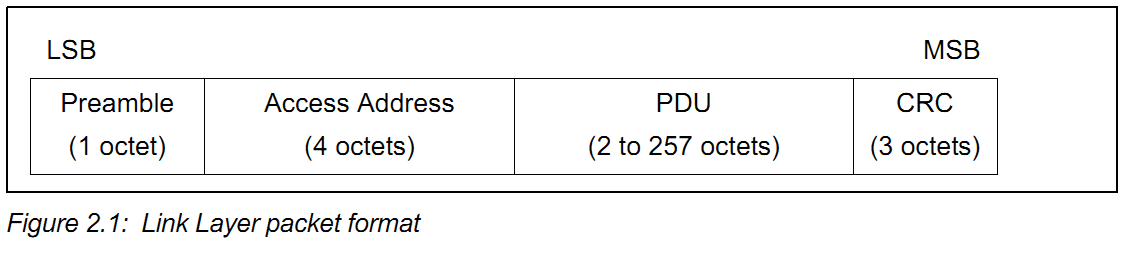 LSB MSB
Preamble Access Address PDU CRC
(1 octet) (4 octets) (2 to 257 octets) (3 octets)
Figure 2.1: Link Layer packet format